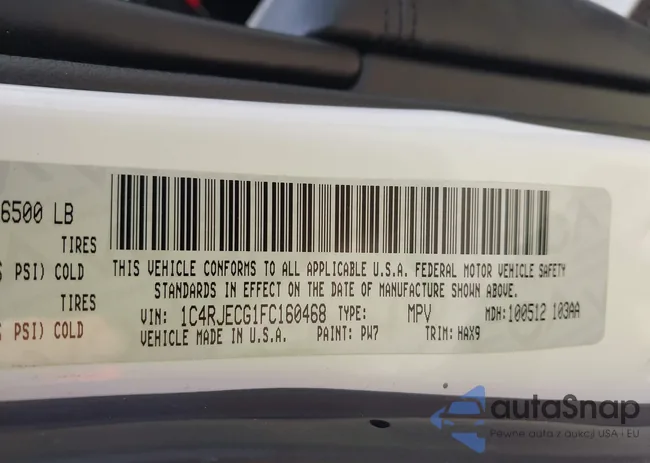 6500 LB
TIRES
PSI) COLD
TIRES
PSI) COLD
THIS VEHICLE CONFORMS TO ALL APPLICABLE U.S.A. FEDERAL MOTOR VEHICLE SAFETY
STANDARDS IN EFFECT ON THE DATE OF MANUFACTURE SHOWN ABOVE.
VIN: 1C4RJECG1FC160468 TYPE: MPV MDH:100512 103AA
VEHICLE MADE IN U.S.A. PAINT: PW7 TRIM: HAX9
autaSnap
Pewne auta z aukcji USA i EU